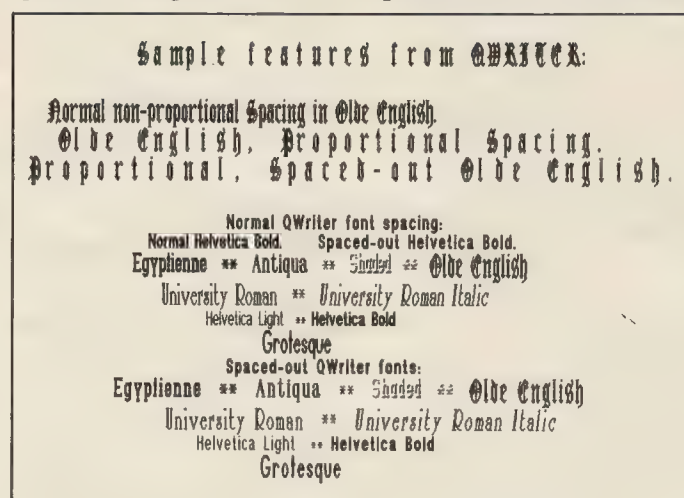 Sample features from QWRITER:
Normal non-proportional Spacing in Olde English.
Olde English, Proportional Spacing.
Proportional, Spaced-out Olde English.
Normal QWriter font spacing:
Normal Helvetica Bold. Spaced-out Helvetica Bold.
Egyptienne ** Antiqua ** Shaded ** Olde English
University Roman ** University Roman Italic
Helvetica Light ** Helvetica Bold
Grotesque
Spaced-out QWriter fonts:
Egyptienne ** Antiqua ** Shaded ** Olde English
University Roman ** University Roman Italic
Helvetica Light ** Helvetica Bold
Grotesque